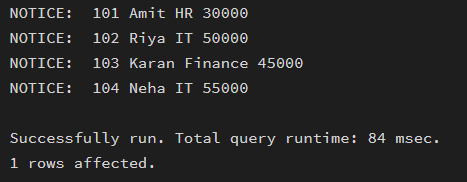 NOTICE:  101 Amit HR 30000
NOTICE:  102 Riya IT 50000
NOTICE:  103 Karan Finance 45000
NOTICE:  104 Neha IT 55000
Successfully run. Total query runtime: 84 msec.
1 rows affected.